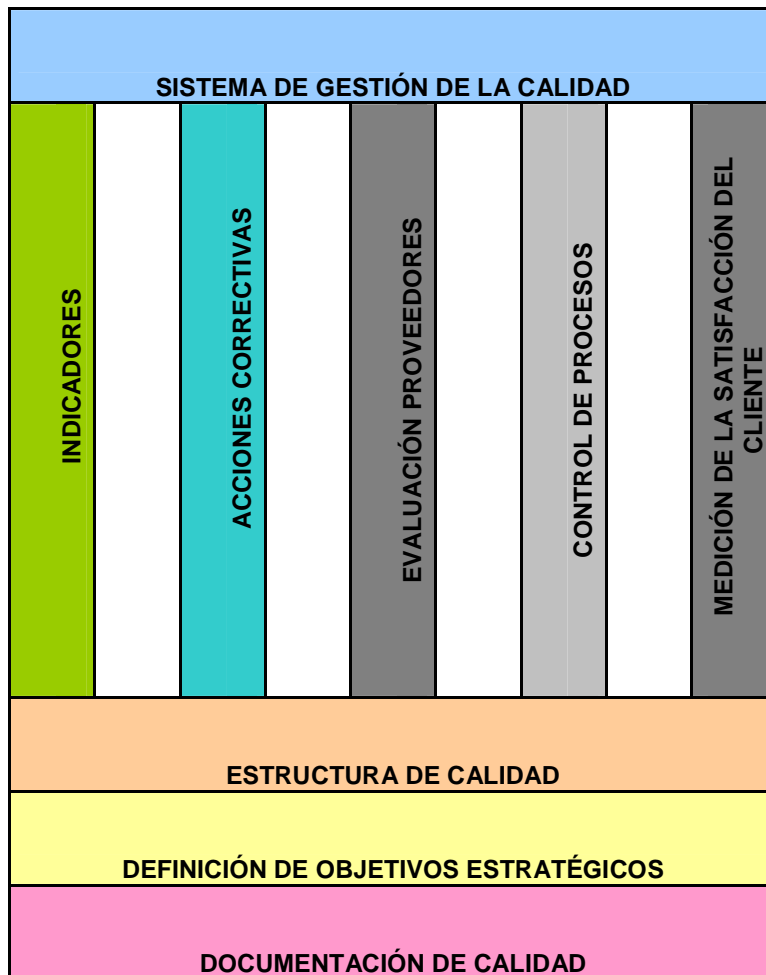 SISTEMA DE GESTIÓN DE LA CALIDAD
INDICADORES
ACCIONES CORRECTIVAS
EVALUACIÓN PROVEEDORES
CONTROL DE PROCESOS
MEDICIÓN DE LA SATISFACCIÓN DEL
CLIENTE
ESTRUCTURA DE CALIDAD
DEFINICIÓN DE OBJETIVOS ESTRATÉGICOS
DOCUMENTACIÓN DE CALIDAD